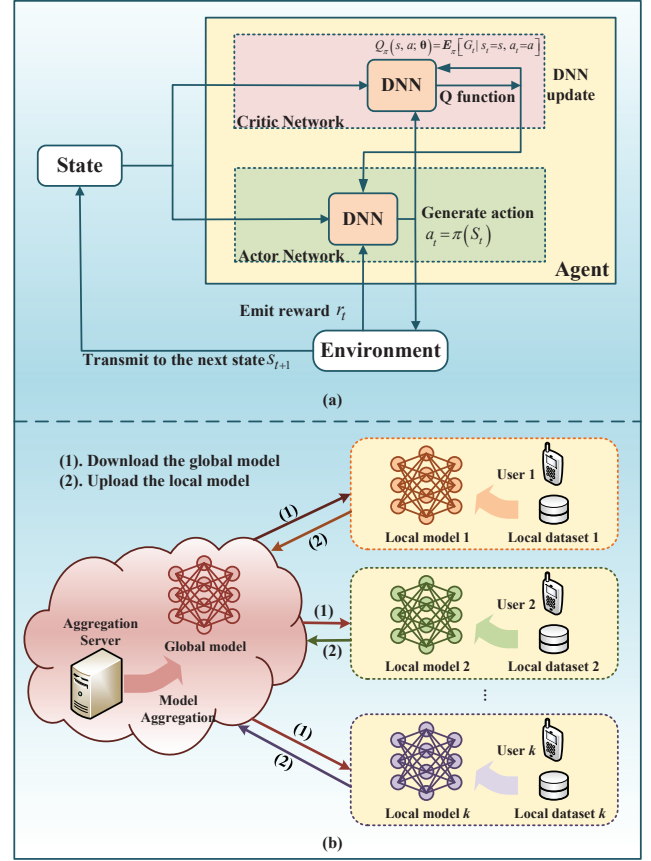 Q_π(s, a; θ)=E_π[G_t| s_t=s, a_t=a]
DNN
Q function
DNN
update
Critic Network
State
DNN
Generate action
a_t = π(S_t)
Actor Network
Agent
Emit reward r_t
Environment
Transmit to the next state s_{t+1}
(a)
(1). Download the global model
(2). Upload the local model
(1)
(2)
User 1
Local model 1
Local dataset 1
Aggregation
Server
Global model
Model
Aggregation
(1)
(2)
User 2
Local model 2
Local dataset 2
⋮
(1)
(2)
User k
Local model k
Local dataset k
(b)